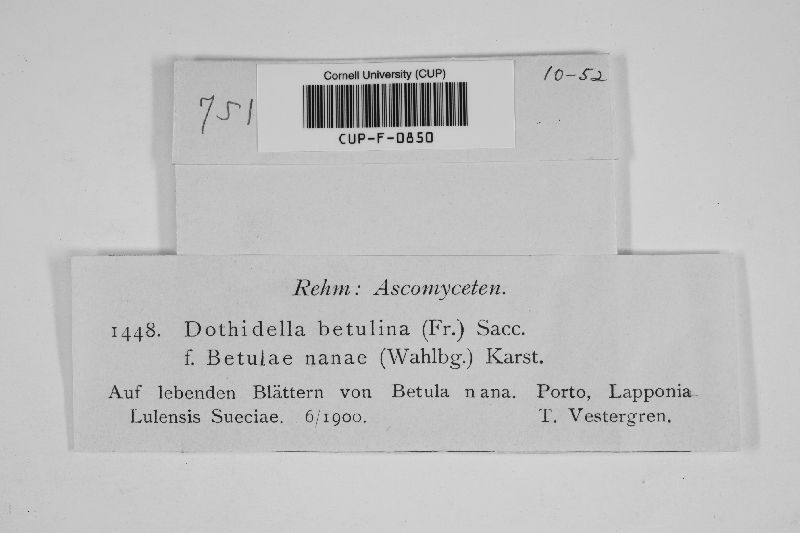 Cornell University (CUP)
10-52
751
CUP-F-0850
Rehm: Ascomyceten.
1448. Dothidella betulina (Fr.) Sacc.
f. Betulae nanae (Wahlbg.) Karst.
Auf lebenden Blättern von Betula nana. Porto, Lapponia
Lulensis Sueciae. 6/1900. T. Vestergren.